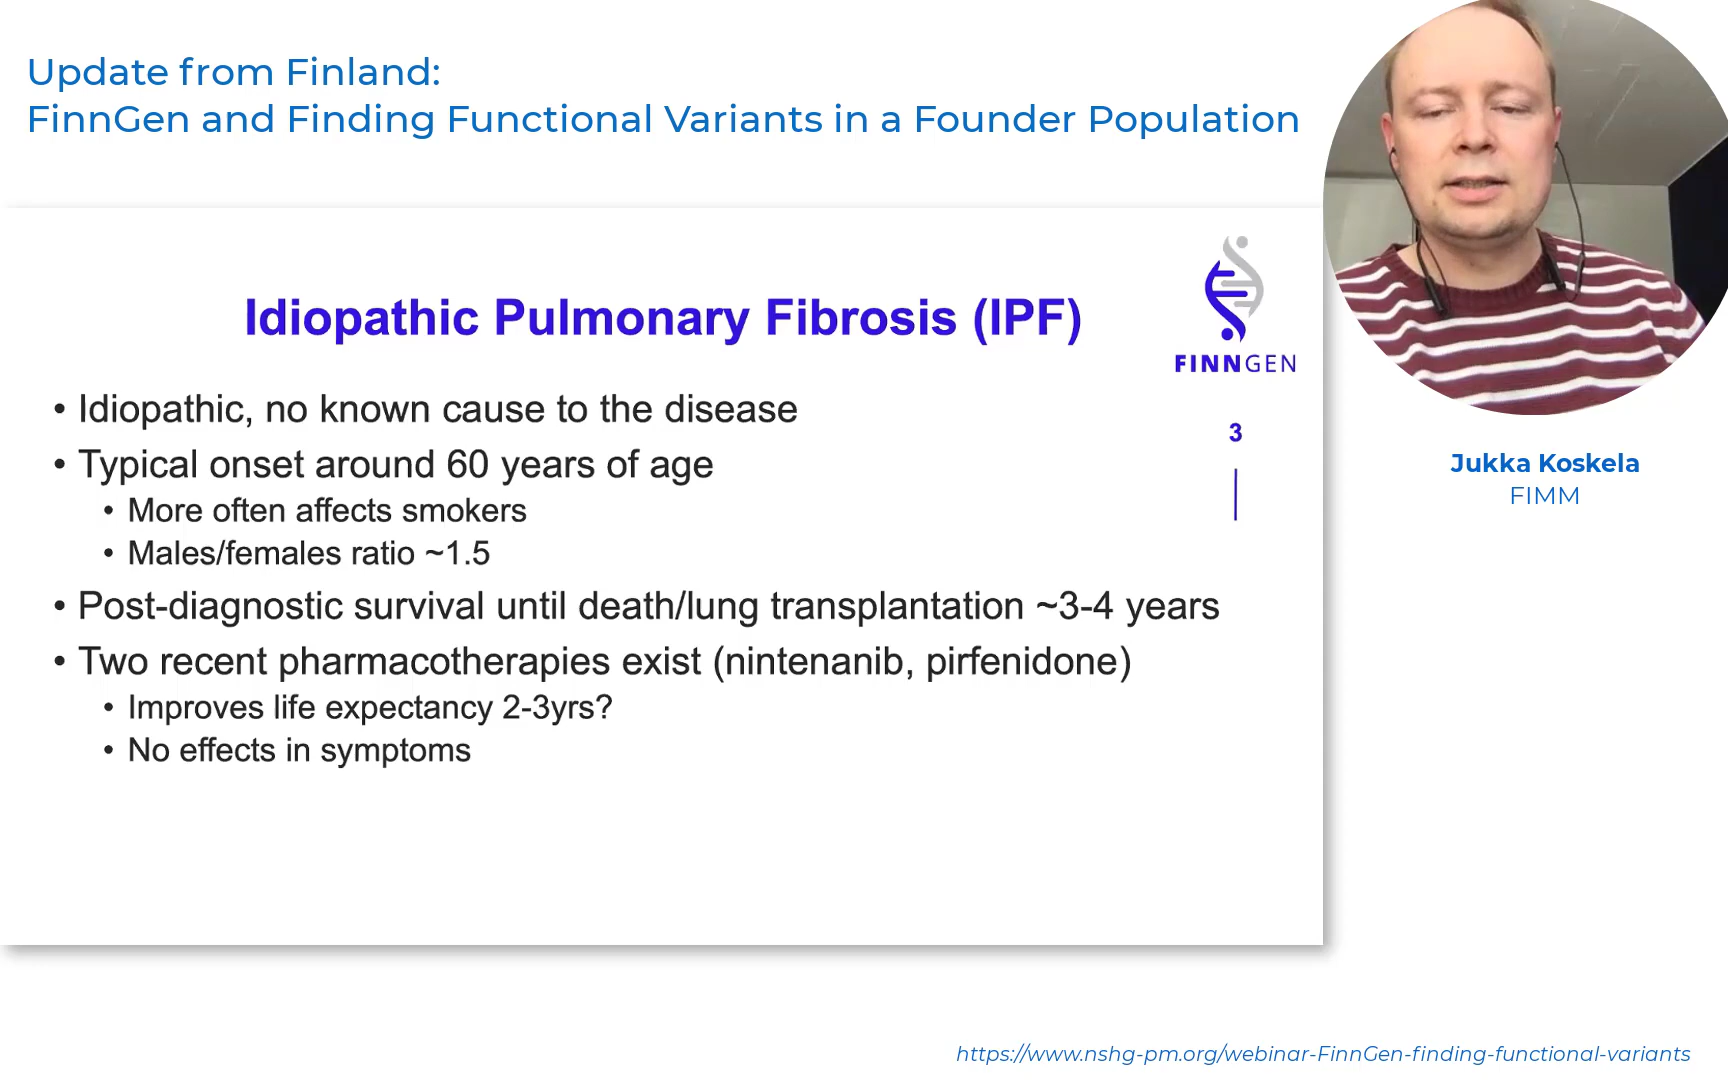 Update from Finland:
FinnGen and Finding Functional Variants in a Founder Population
Idiopathic Pulmonary Fibrosis (IPF)
FINNGEN
3
• Idiopathic, no known cause to the disease
• Typical onset around 60 years of age
• More often affects smokers
• Males/females ratio ~1.5
• Post-diagnostic survival until death/lung transplantation ~3-4 years
• Two recent pharmacotherapies exist (nintenanib, pirfenidone)
• Improves life expectancy 2-3yrs?
• No effects in symptoms
Jukka Koskela
FIMM
https://www.nshg-pm.org/webinar-FinnGen-finding-functional-variants